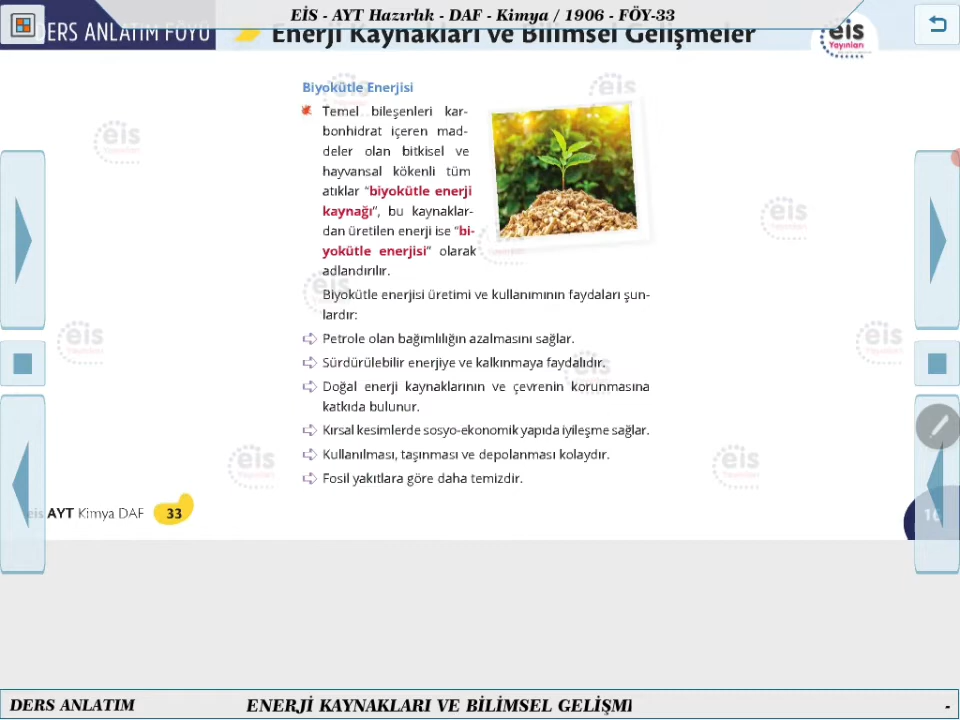 EİS - AYT Hazırlık - DAF - Kimya / 1906 - FÖY-33
DERS ANLATIM FÖYÜ
Enerji Kaynakları ve Bilimsel Gelişmeler
eis
Yayınları
Biyokütle Enerjisi
Temel bileşenleri kar-
bonhidrat içeren mad-
deler olan bitkisel ve
hayvansal kökenli tüm
atıklar “biyokütle enerji
kaynağı”, bu kaynaklar-
dan üretilen enerji ise “bi-
yokütle enerjisi” olarak
adlandırılır.
Biyokütle enerjisi üretimi ve kullanımının faydaları şun-
lardır:
Petrole olan bağımlılığın azalmasını sağlar.
Sürdürülebilir enerjiye ve kalkınmaya faydalıdır.
Doğal enerji kaynaklarının ve çevrenin korunmasına
katkıda bulunur.
Kırsal kesimlerde sosyo-ekonomik yapıda iyileşme sağlar.
Kullanılması, taşınması ve depolanması kolaydır.
Fosil yakıtlara göre daha temizdir.
eis AYT Kimya DAF 33
DERS ANLATIM
ENERJİ KAYNAKLARI VE BİLİMSEL GELİŞM
-